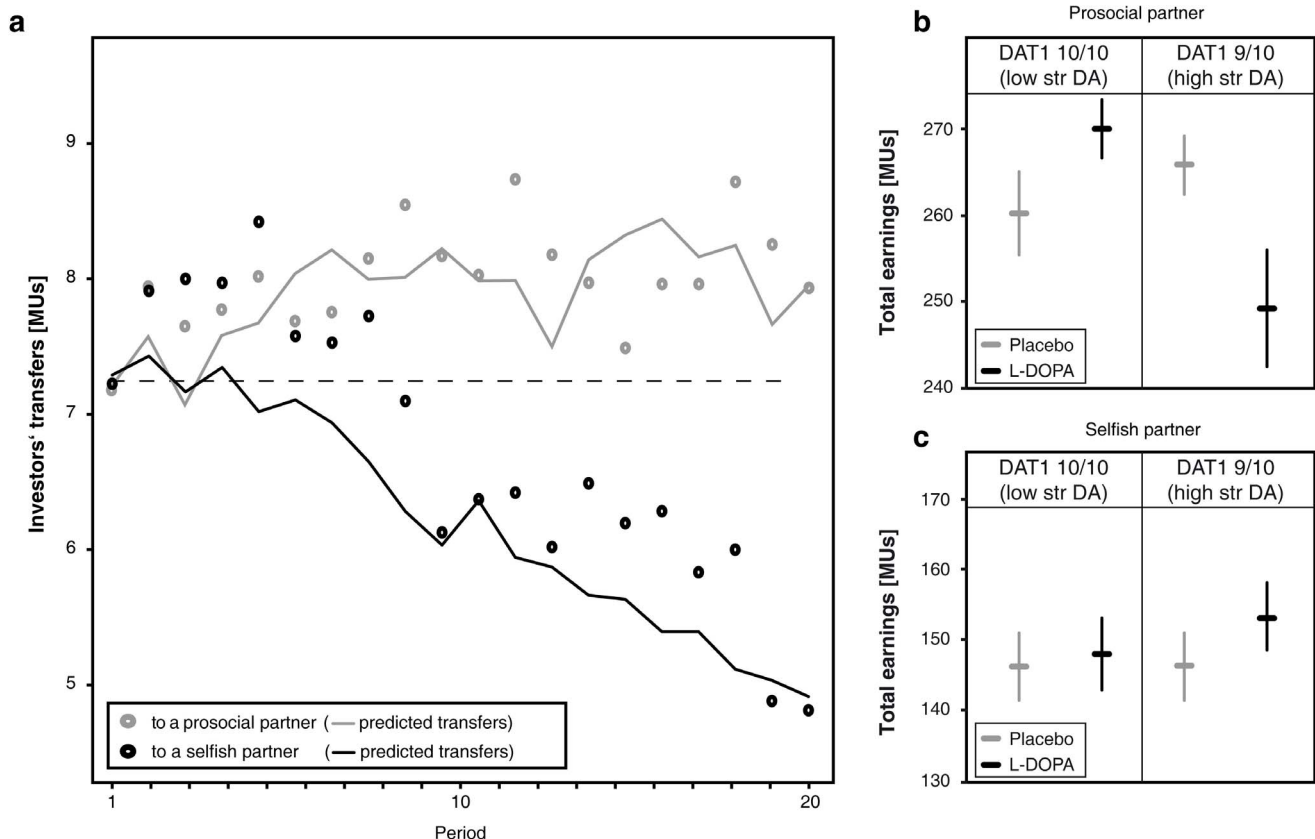 a
Investors‘ transfers [MUs]
9
8
7
6
5
to a prosocial partner ( predicted transfers)
to a selfish partner ( predicted transfers)
1
10
20
Period
b
Prosocial partner
DAT1 10/10
(low str DA)
DAT1 9/10
(high str DA)
Total earnings [MUs]
270
260
250
240
Placebo
L-DOPA
c
Selfish partner
DAT1 10/10
(low str DA)
DAT1 9/10
(high str DA)
Total earnings [MUs]
170
160
150
140
130
Placebo
L-DOPA